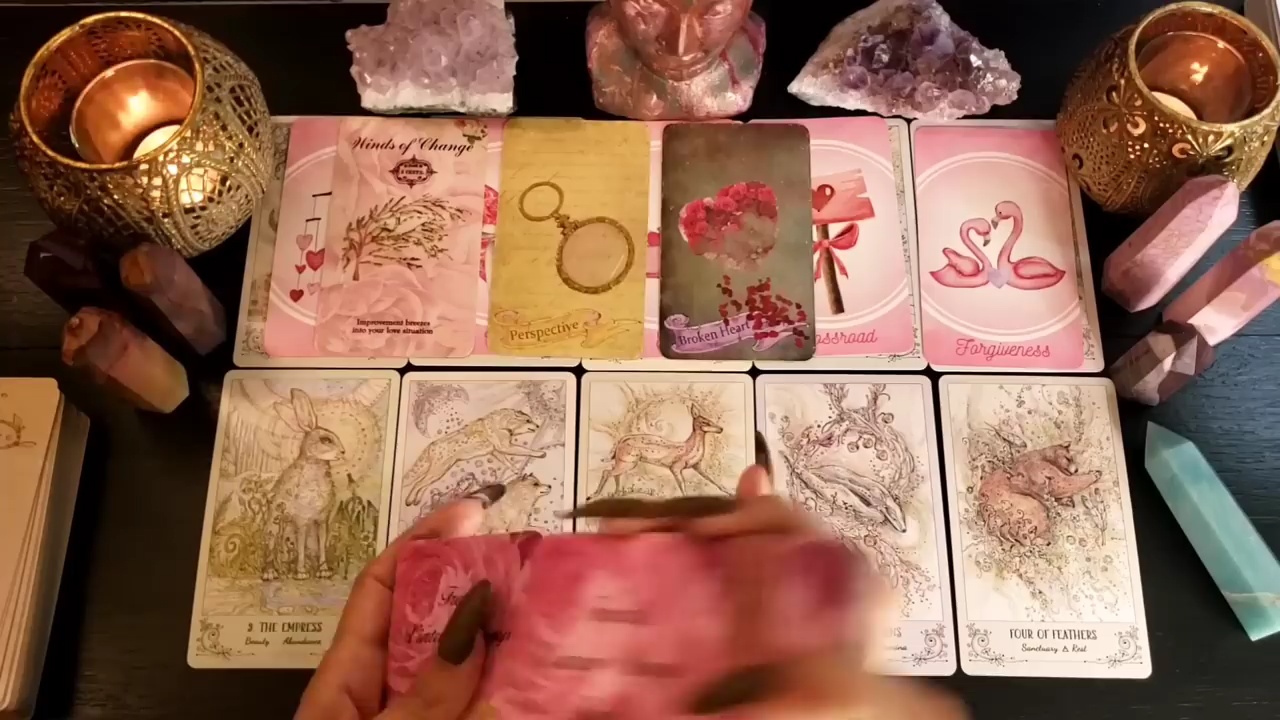 Winds of Change
Improvement breezes
into your love situation
Perspective
Broken Heart
ossroad
Forgiveness
3 THE EMPRESS
Beauty Abundance
FOUR OF FEATHERS
Sanctuary & Rest